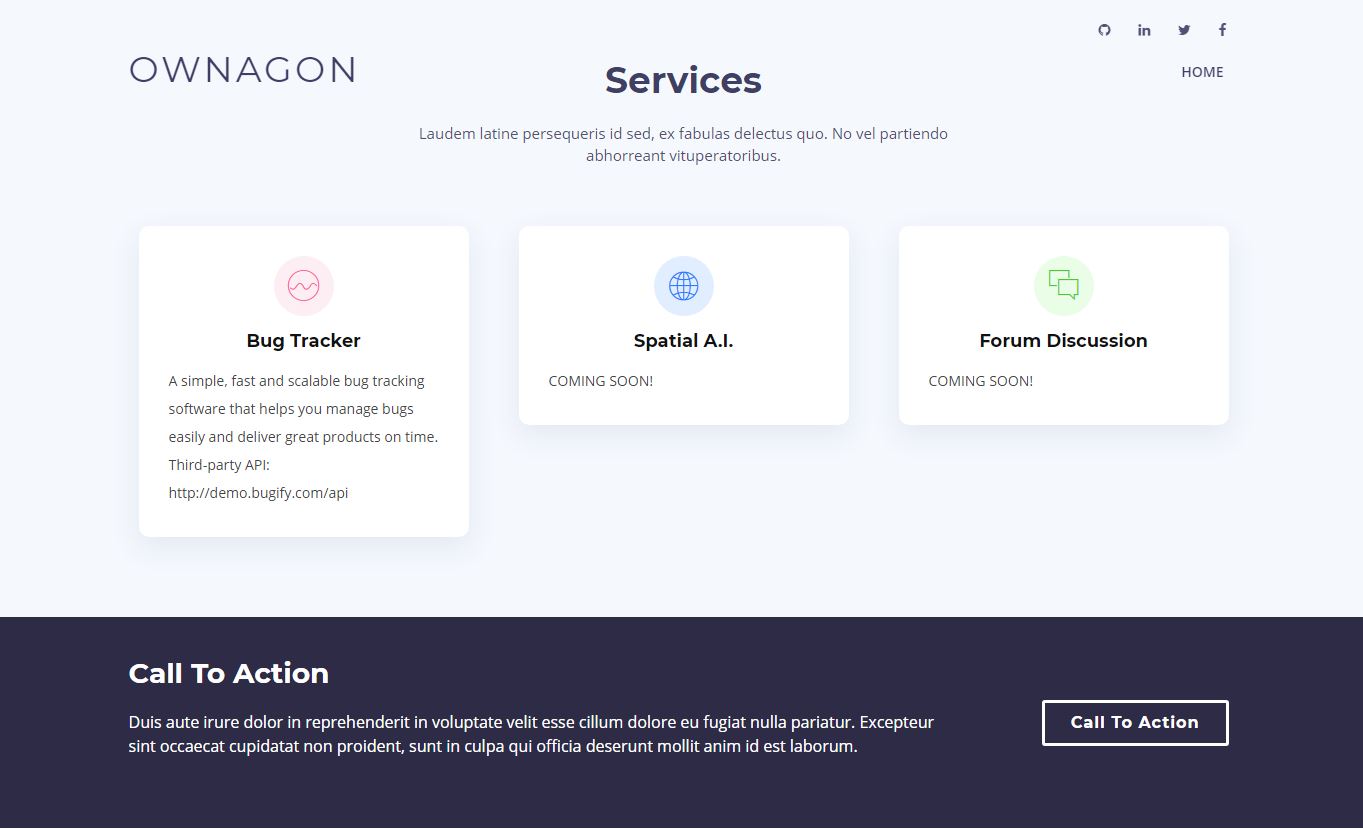 OWNAGON
HOME
Services
Laudem latine persequeris id sed, ex fabulas delectus quo. No vel partiendo
abhorreant vituperatoribus.
Bug Tracker
A simple, fast and scalable bug tracking
software that helps you manage bugs
easily and deliver great products on time.
Third-party API:
http://demo.bugify.com/api
Spatial A.I.
COMING SOON!
Forum Discussion
COMING SOON!
Call To Action
Duis aute irure dolor in reprehenderit in voluptate velit esse cillum dolore eu fugiat nulla pariatur. Excepteur
sint occaecat cupidatat non proident, sunt in culpa qui officia deserunt mollit anim id est laborum.
Call To Action